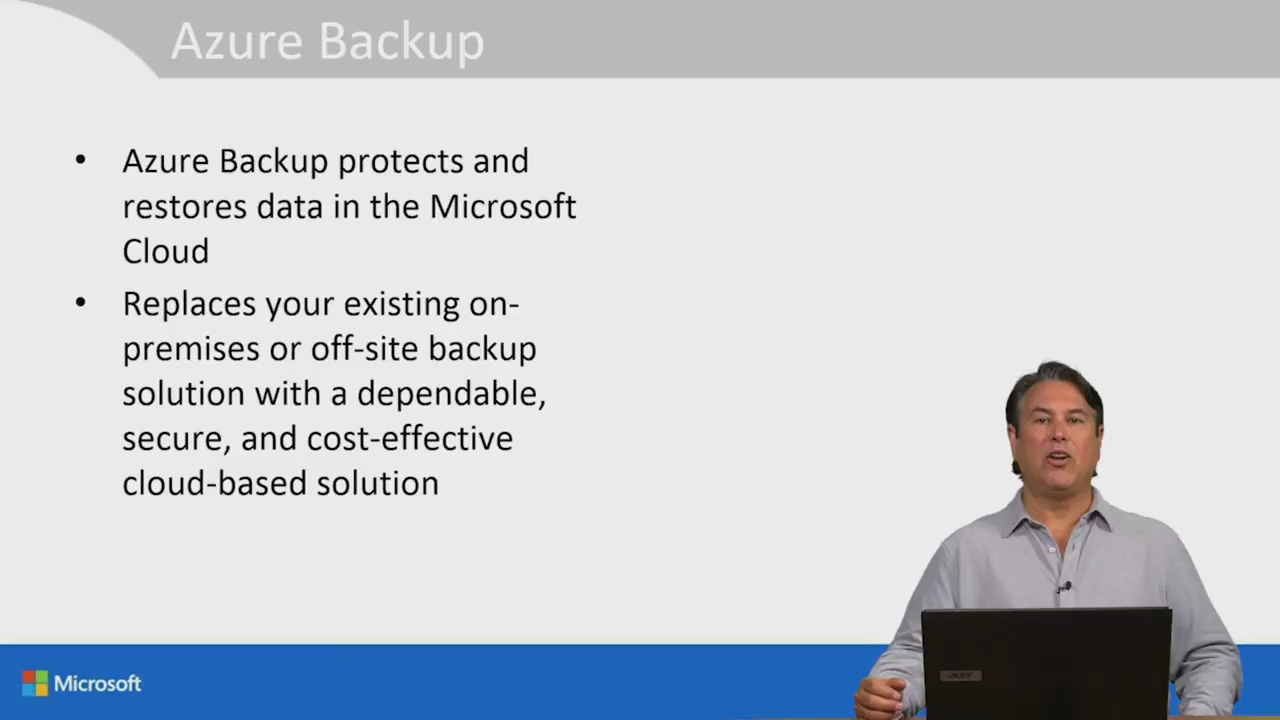 Azure Backup
• Azure Backup protects and
restores data in the Microsoft
Cloud
• Replaces your existing on-
premises or off-site backup
solution with a dependable,
secure, and cost-effective
cloud-based solution
Microsoft
acer